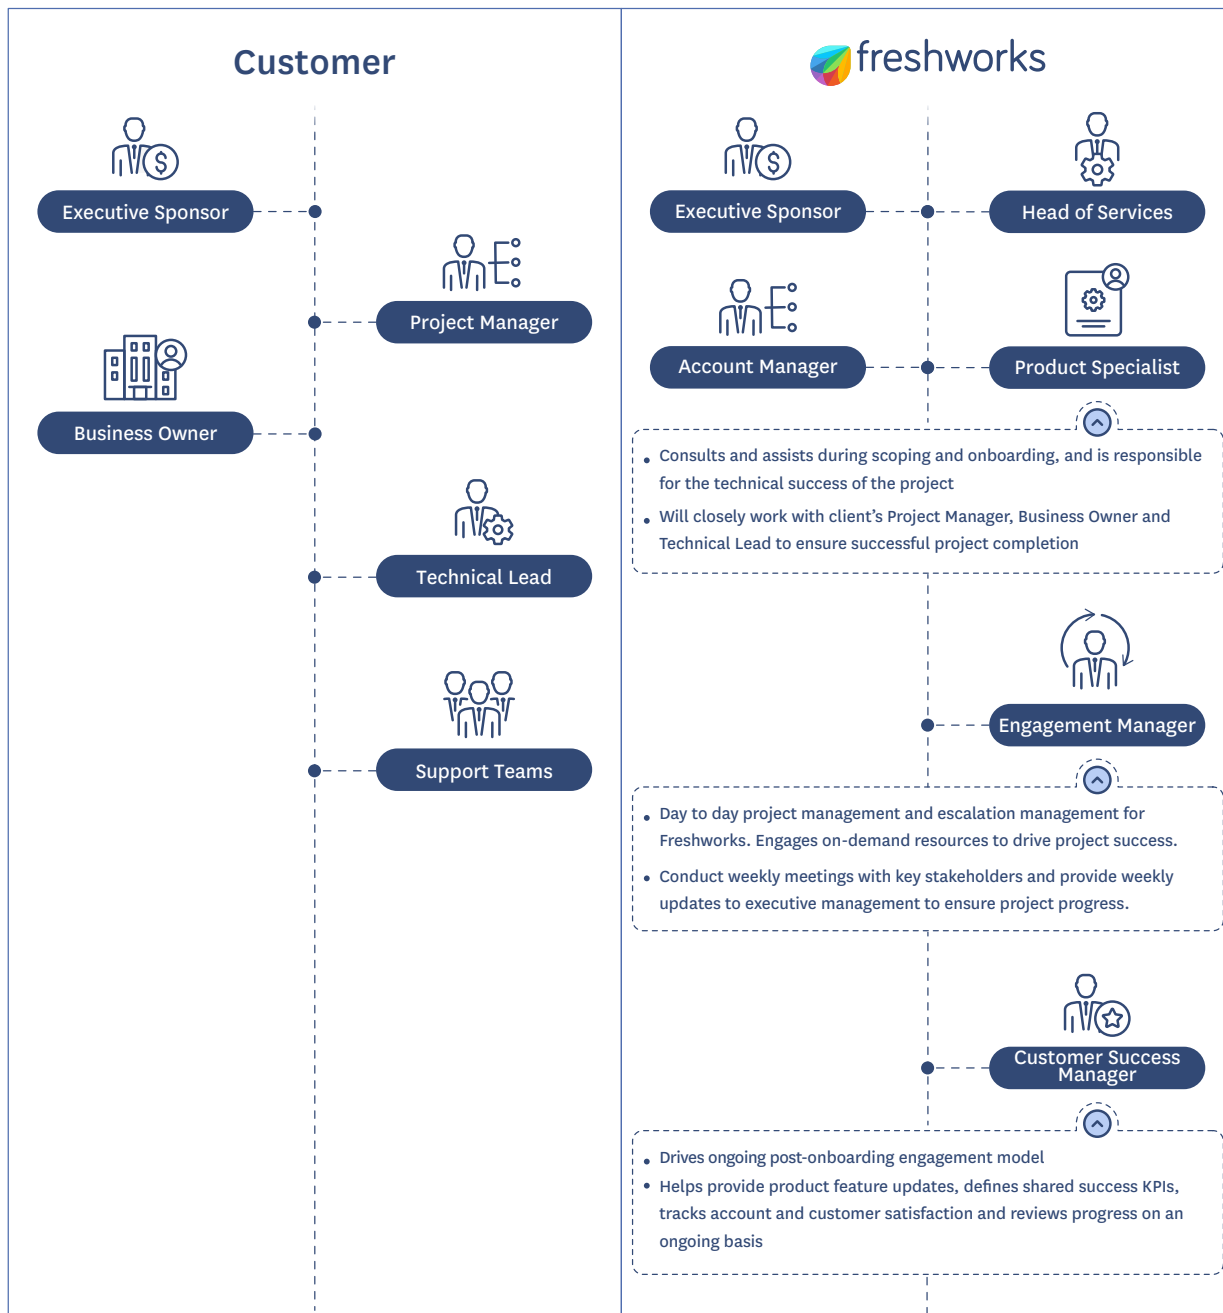 Customer
Executive Sponsor
Project Manager
Business Owner
Technical Lead
Support Teams
freshworks
Executive Sponsor
Head of Services
Account Manager
Product Specialist
• Consults and assists during scoping and onboarding, and is responsible
for the technical success of the project
• Will closely work with client’s Project Manager, Business Owner and
Technical Lead to ensure successful project completion
Engagement Manager
• Day to day project management and escalation management for
Freshworks. Engages on-demand resources to drive project success.
• Conduct weekly meetings with key stakeholders and provide weekly
updates to executive management to ensure project progress.
Customer Success
Manager
• Drives ongoing post-onboarding engagement model
• Helps provide product feature updates, defines shared success KPIs,
tracks account and customer satisfaction and reviews progress on an
ongoing basis